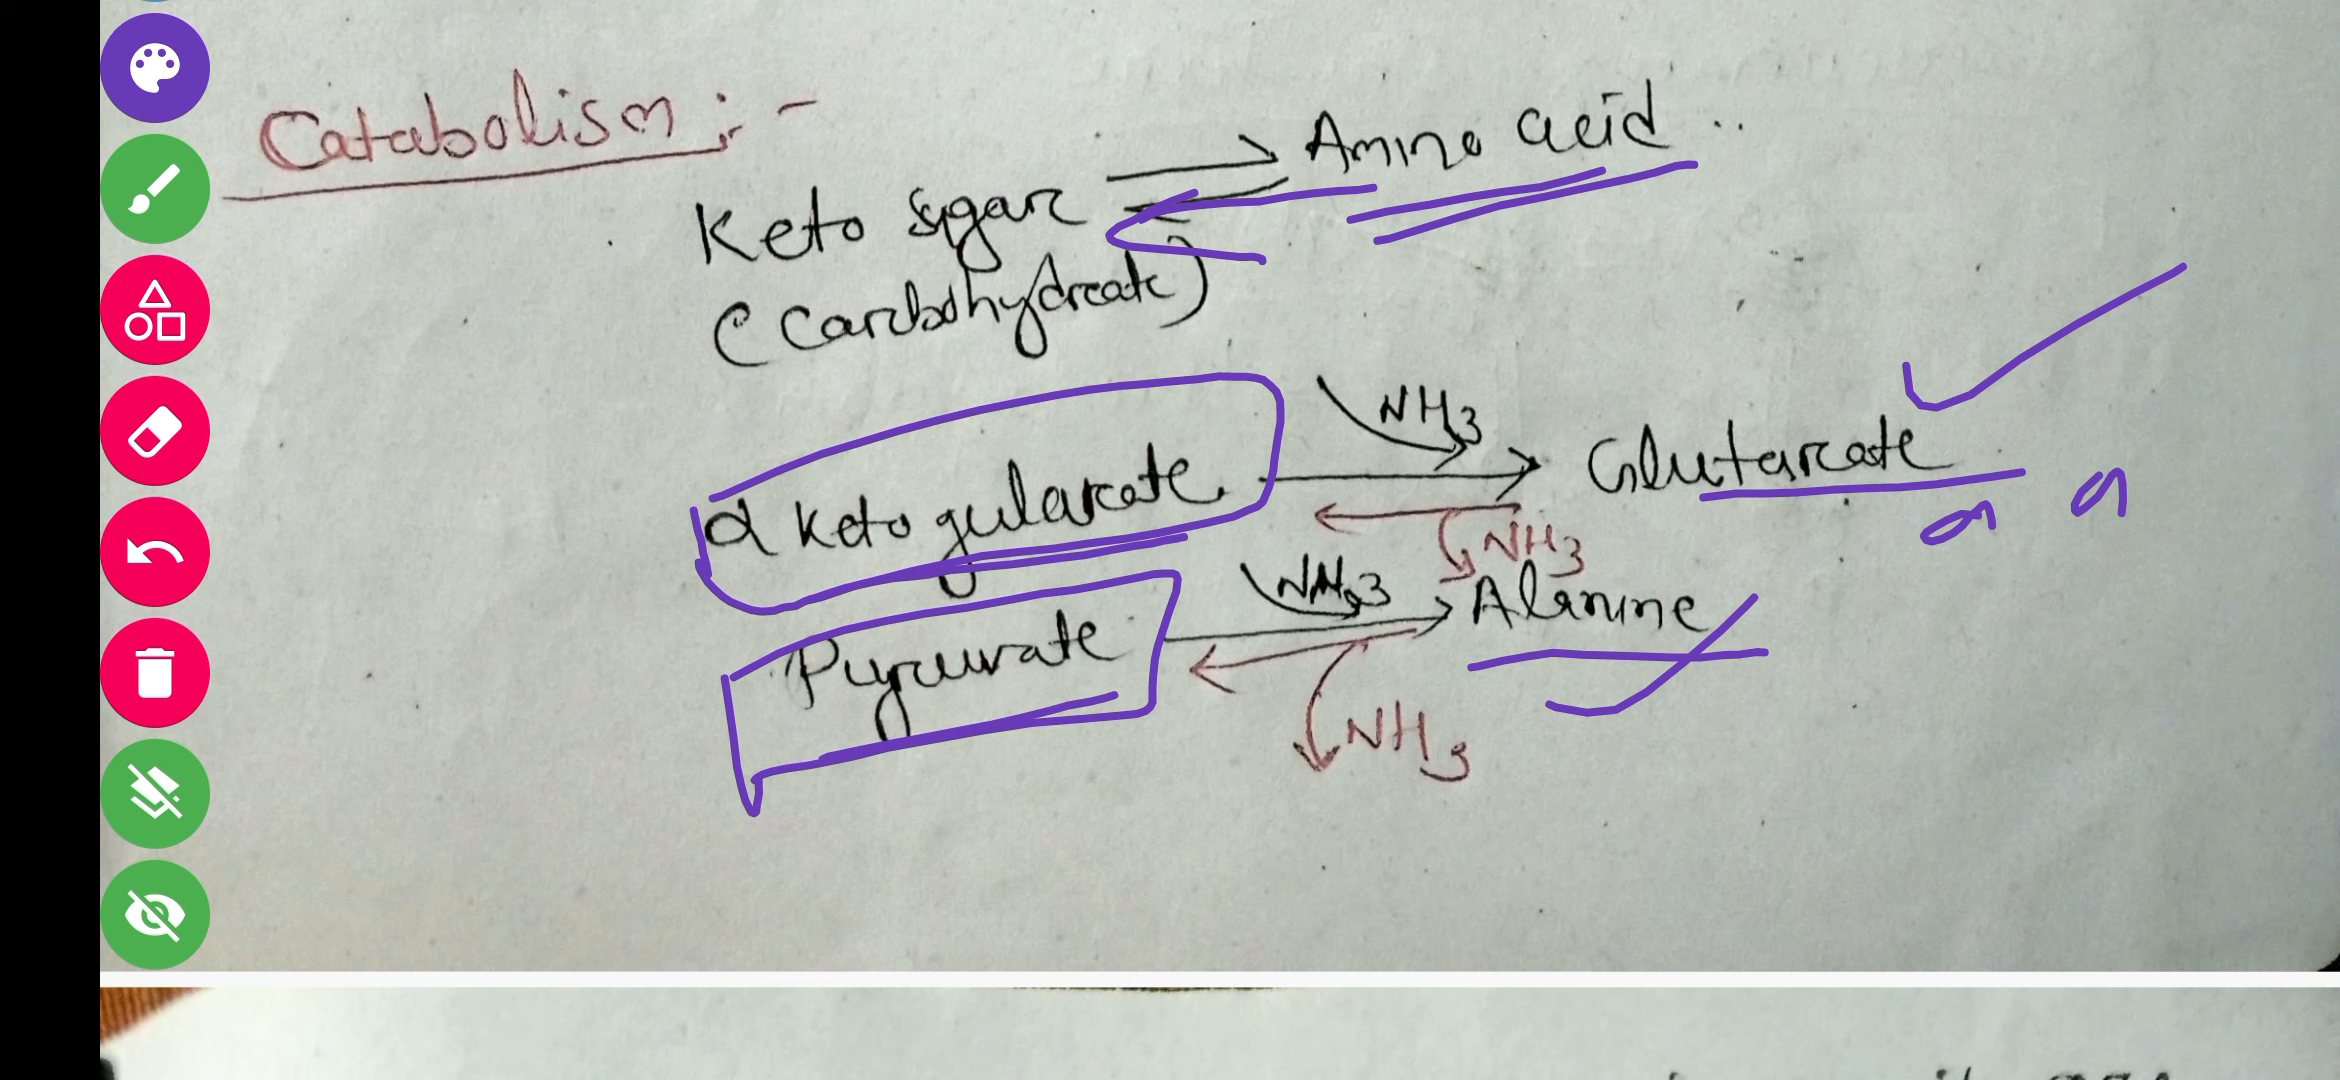 Catabolism :-
Keto sugar ⇌ Amino acid
(Carbohydrate)
NH3
α Keto gularate → Glutarate
a a
NH3
NH3
Pyruvate → Alanine
NH3